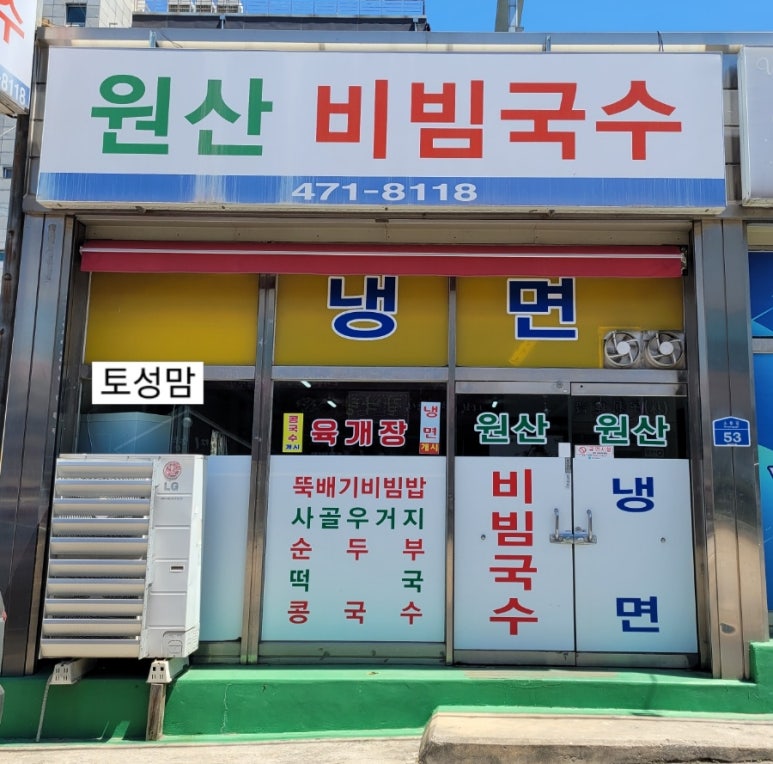 원산 비빔국수
471-8118
냉면
토성맘
콩국수
개시
육개장
냉면
개시
원산
원산
53
LG
뚝배기비빔밥
사골우거지
순두부
떡국
콩국수
비빔국수
냉면
수
8118